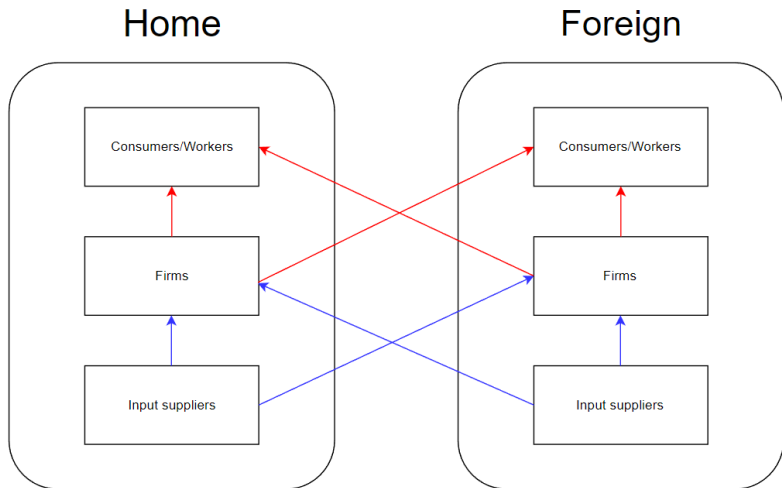 Home
Foreign
Consumers/Workers
Consumers/Workers
Firms
Firms
Input suppliers
Input suppliers